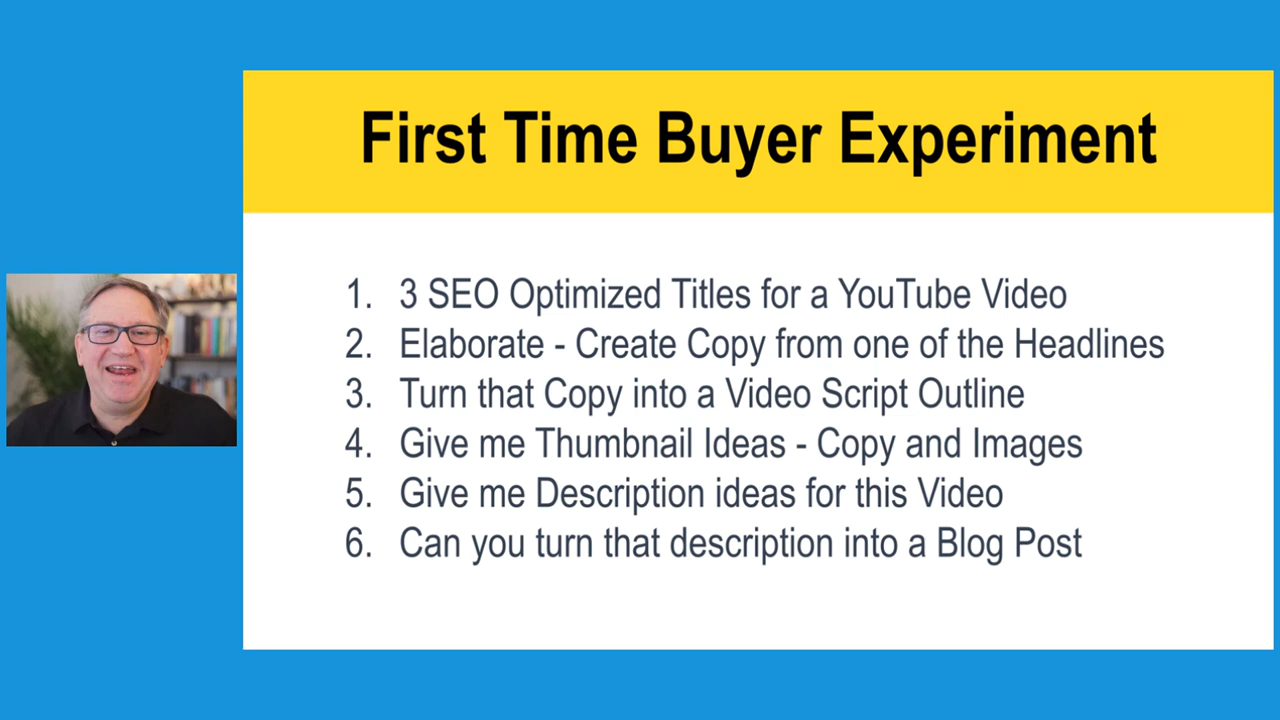 First Time Buyer Experiment
1. 3 SEO Optimized Titles for a YouTube Video
2. Elaborate - Create Copy from one of the Headlines
3. Turn that Copy into a Video Script Outline
4. Give me Thumbnail Ideas - Copy and Images
5. Give me Description ideas for this Video
6. Can you turn that description into a Blog Post